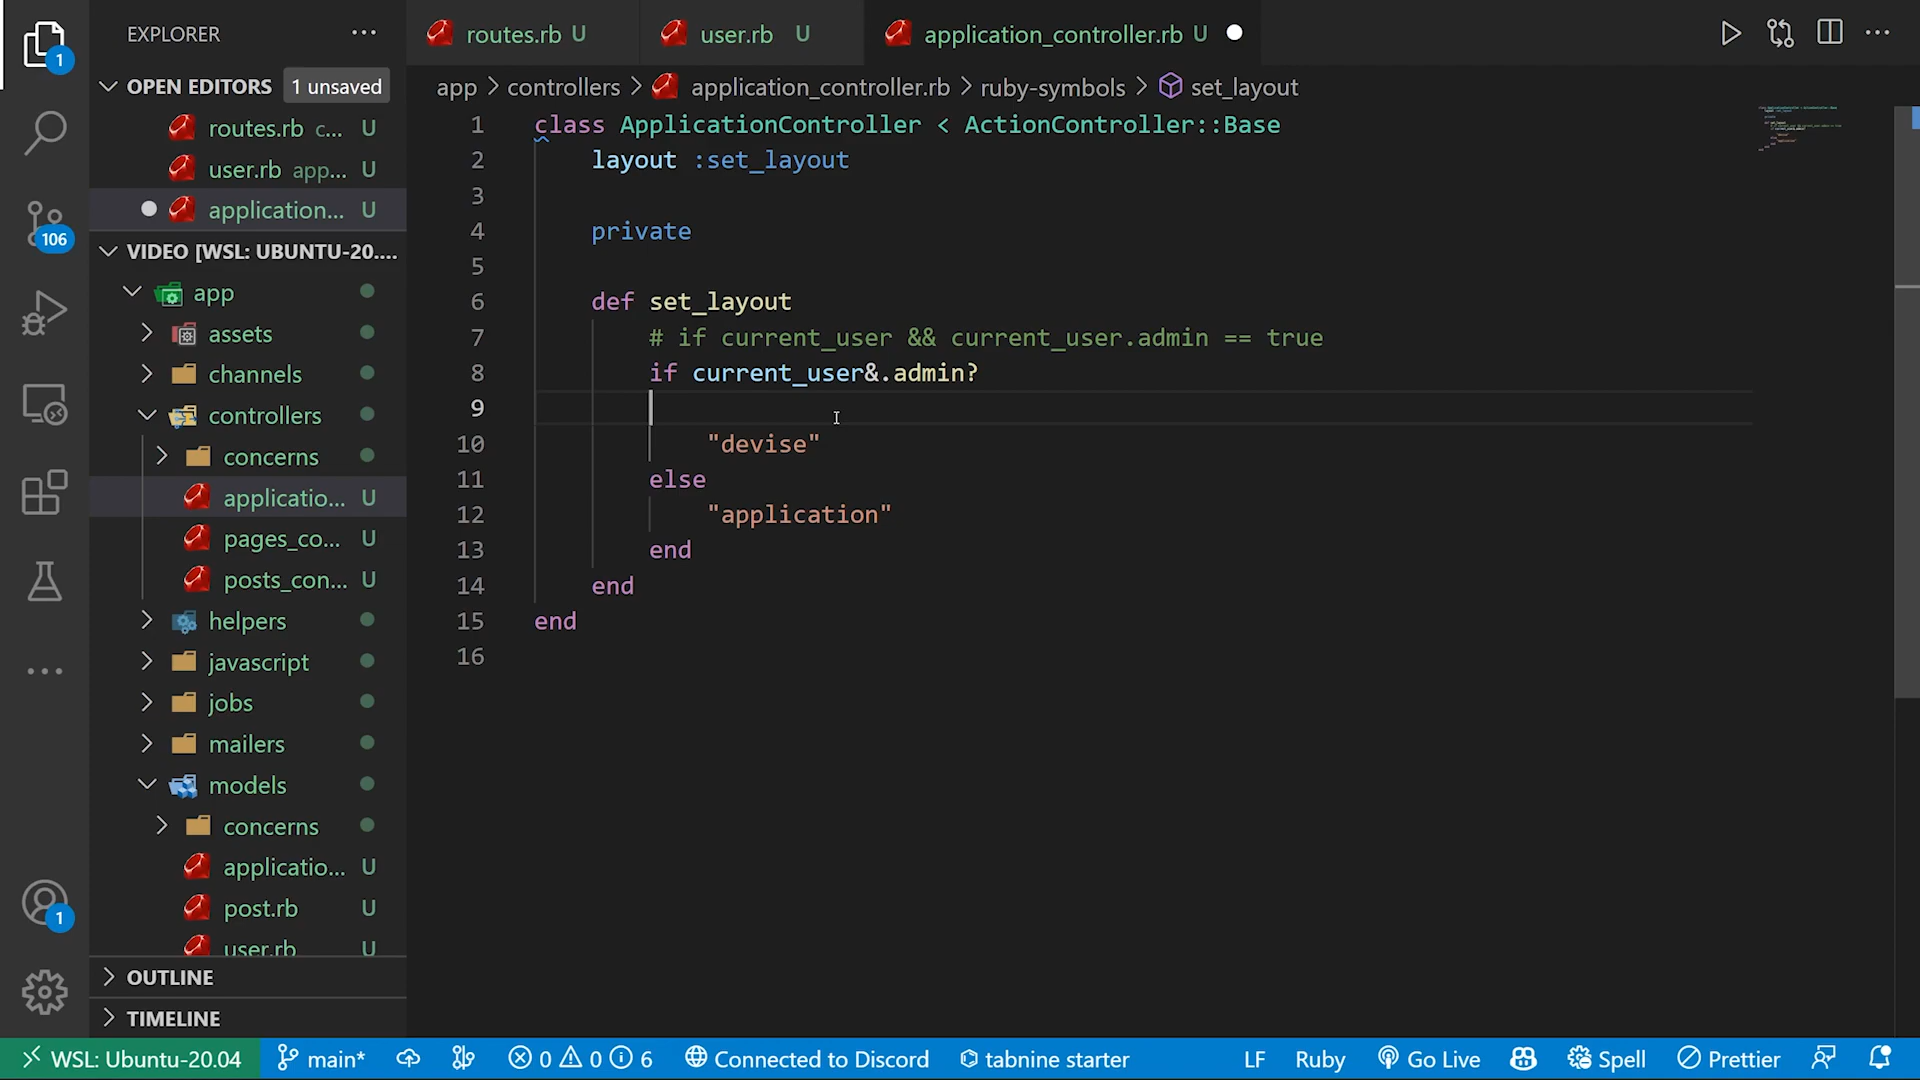 EXPLORER
routes.rb U
user.rb U
application_controller.rb U
1
OPEN EDITORS 1 unsaved
app > controllers > application_controller.rb > ruby-symbols > set_layout
routes.rb c... U
user.rb app... U
application... U
106
VIDEO [WSL: UBUNTU-20....
app
assets
channels
controllers
concerns
applicatio... U
pages_co... U
posts_con... U
helpers
javascript
jobs
mailers
models
concerns
applicatio... U
post.rb U
user.rb U
1
OUTLINE
TIMELINE
1 class ApplicationController < ActionController::Base
2 layout :set_layout
3
4 private
5
6 def set_layout
7 # if current_user && current_user.admin == true
8 if current_user&.admin?
9
10 "devise"
11 else
12 "application"
13 end
14 end
15 end
16
WSL: Ubuntu-20.04 main* 0 0 6 Connected to Discord tabnine starter LF Ruby Go Live Spell Prettier